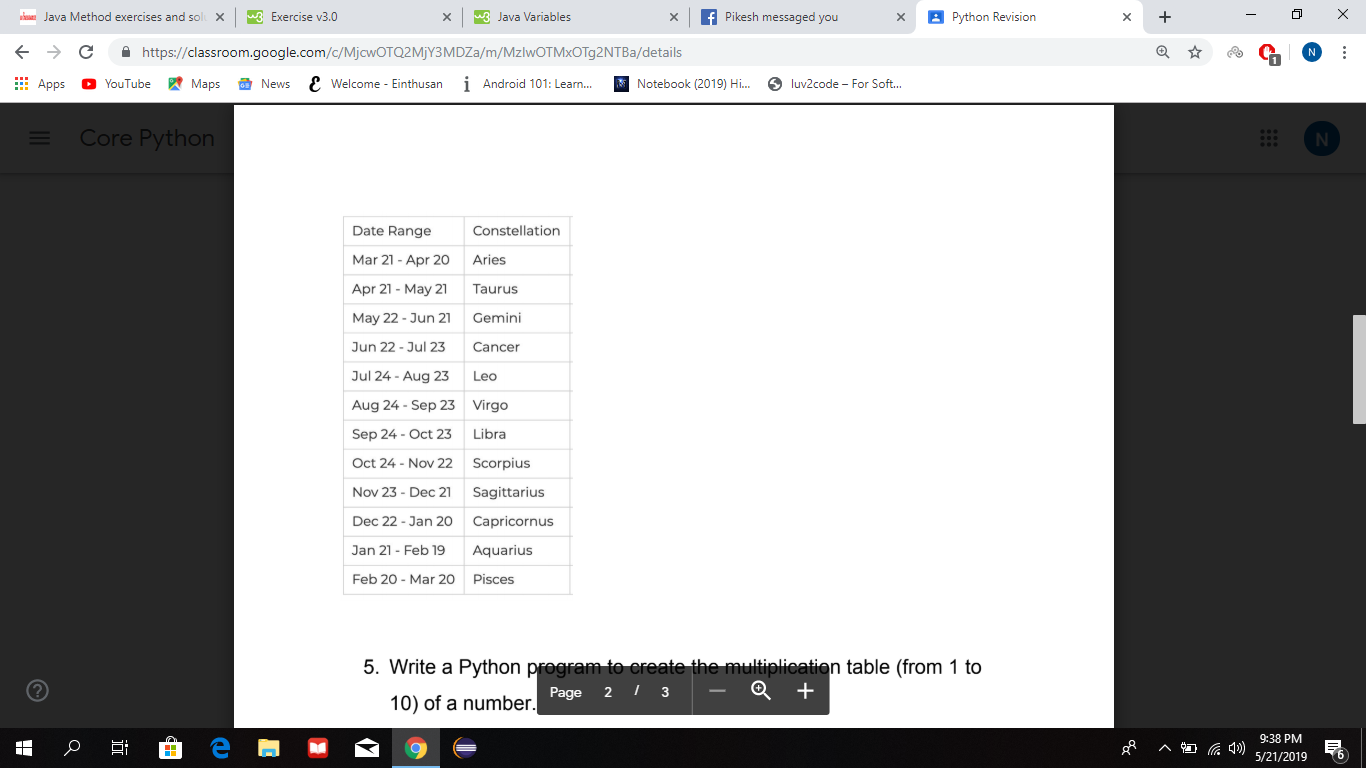 Java Method exercises and solu
Exercise v3.0
Java Variables
Pikesh messaged you
Python Revision
https://classroom.google.com/c/MjcwOTQ2MjY3MDZa/m/MzIwOTMxOTg2NTBa/details
N
1
Apps
YouTube
Maps
News
Welcome - Einthusan
Android 101: Learn...
Notebook (2019) Hi...
luv2code – For Soft...
Core Python
N
Date Range Constellation
Mar 21 - Apr 20 Aries
Apr 21 - May 21 Taurus
May 22 - Jun 21 Gemini
Jun 22 - Jul 23 Cancer
Jul 24 - Aug 23 Leo
Aug 24 - Sep 23 Virgo
Sep 24 - Oct 23 Libra
Oct 24 - Nov 22 Scorpius
Nov 23 - Dec 21 Sagittarius
Dec 22 - Jan 20 Capricornus
Jan 21 - Feb 19 Aquarius
Feb 20 - Mar 20 Pisces
5. Write a Python program to create the multiplication table (from 1 to
10) of a number.
Page 2 / 3
9:38 PM
5/21/2019
6